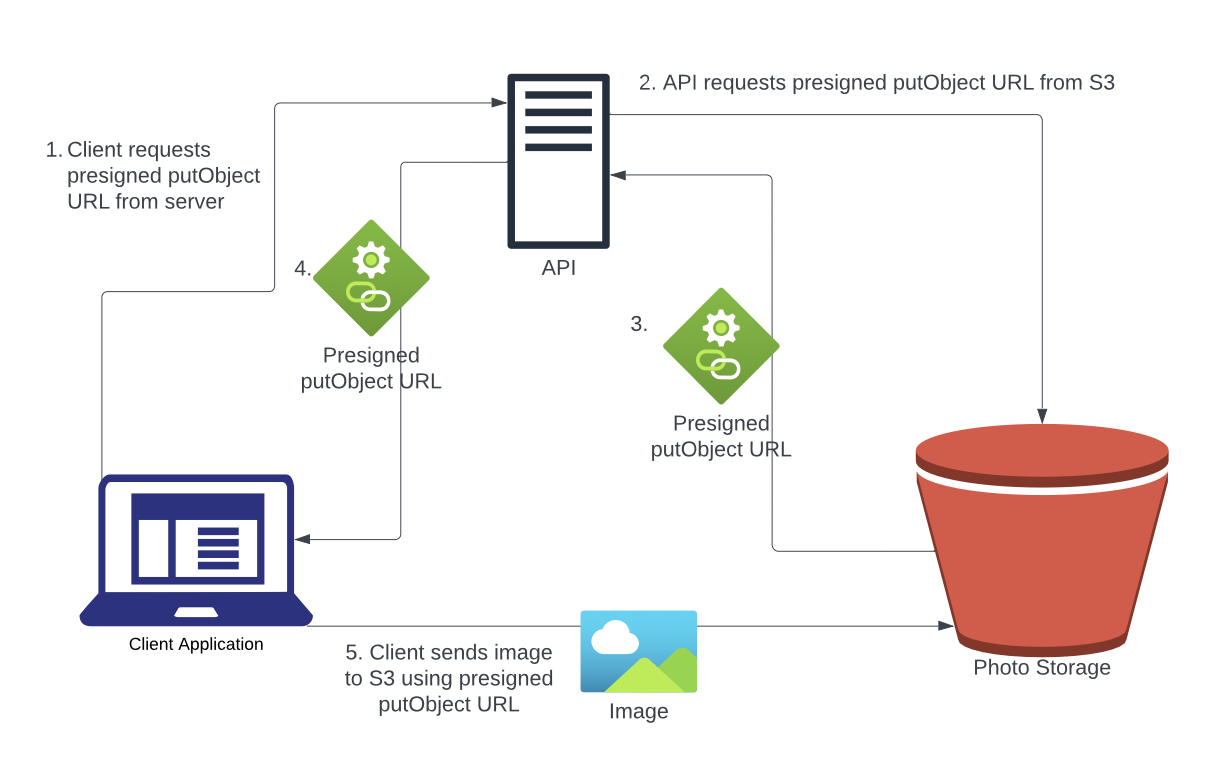 2. API requests presigned putObject URL from S3
1. Client requests
presigned putObject
URL from server
API
4.
3.
Presigned
putObject URL
Presigned
putObject URL
Client Application
5. Client sends image
to S3 using presigned
putObject URL
Photo Storage
Image